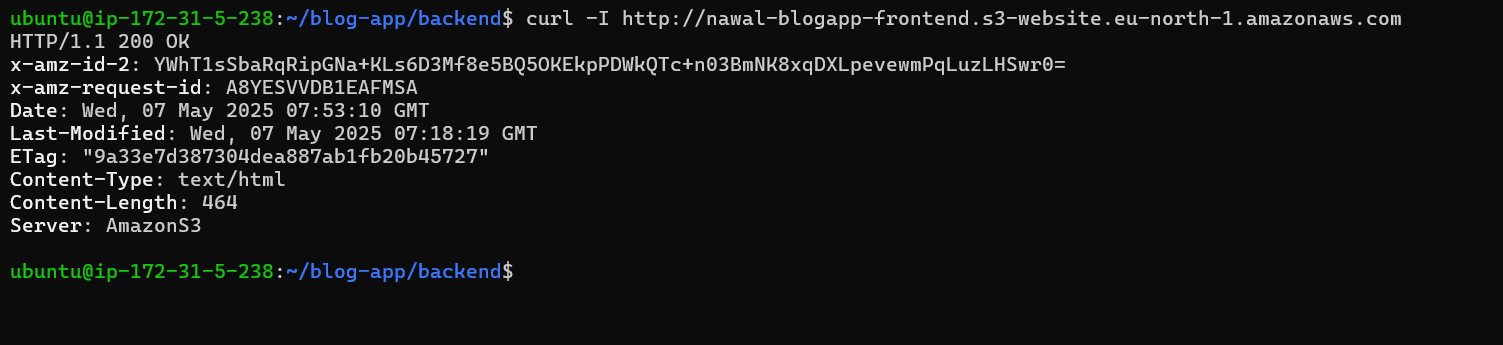 ubuntu@ip-172-31-5-238:~/blog-app/backend$ curl -I http://nawal-blogapp-frontend.s3-website.eu-north-1.amazonaws.com
HTTP/1.1 200 OK
x-amz-id-2: YWhT1sSbaRqRipGNa+KLs6D3Mf8e5BQ5OKEkpPDWkQTc+n03BmNK8xqDXLpevewmPqLuzLHSwr0=
x-amz-request-id: A8YESVVDB1EAFMSA
Date: Wed, 07 May 2025 07:53:10 GMT
Last-Modified: Wed, 07 May 2025 07:18:19 GMT
ETag: "9a33e7d387304dea887ab1fb20b45727"
Content-Type: text/html
Content-Length: 464
Server: AmazonS3
ubuntu@ip-172-31-5-238:~/blog-app/backend$